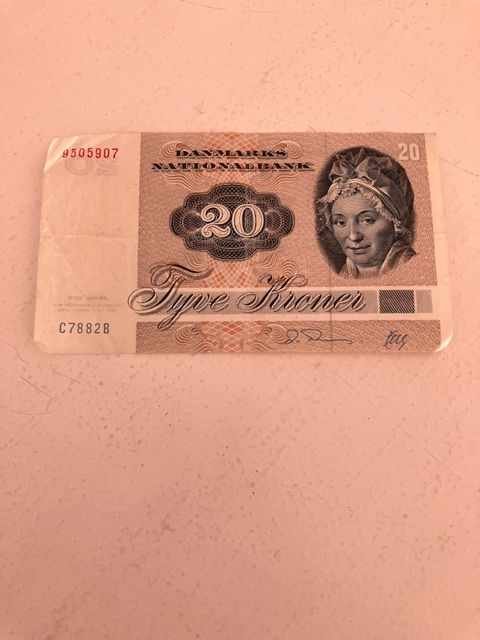 9505907
DANMARKS
NATIONALBANK
20
20
Tyve Kroner
C7882B